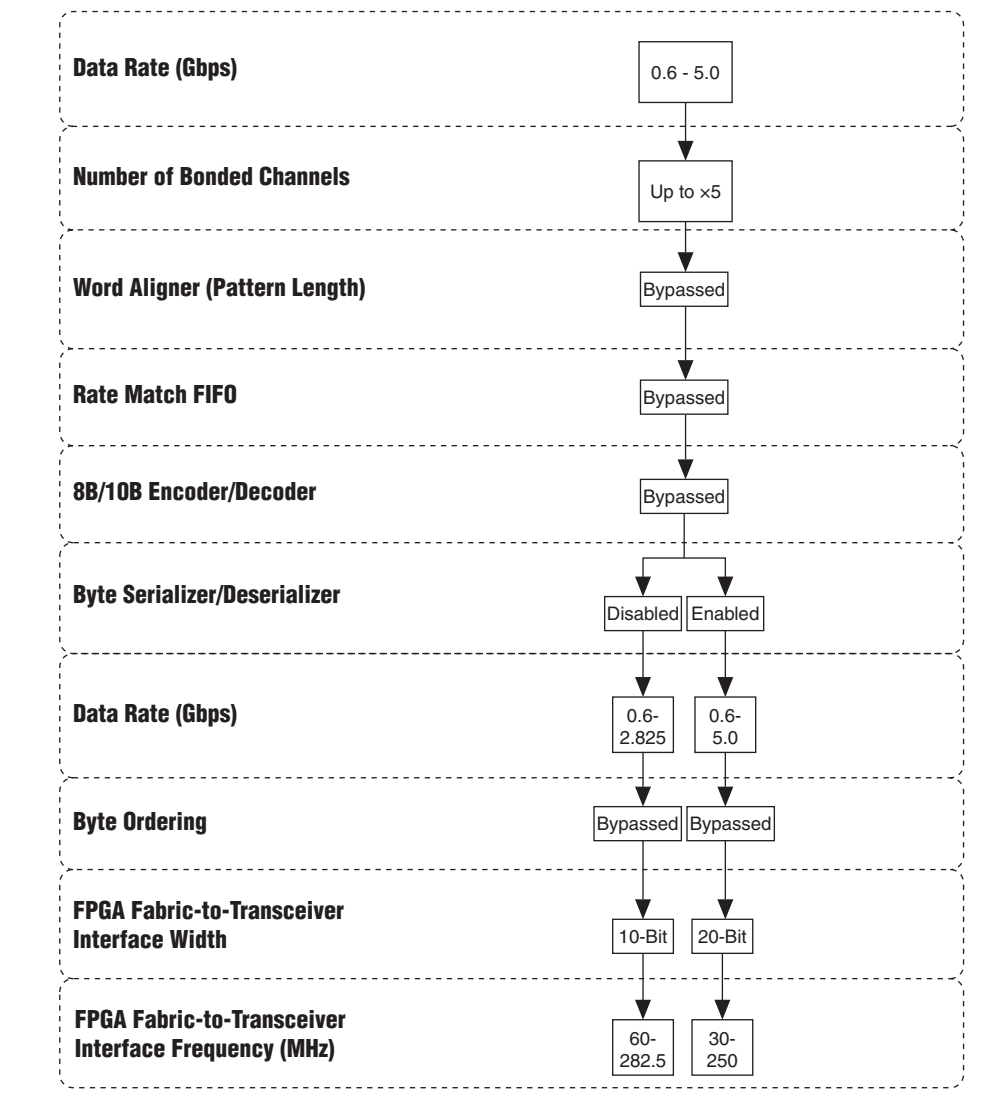 Data Rate (Gbps)
0.6 - 5.0
Number of Bonded Channels
Up to ×5
Word Aligner (Pattern Length)
Bypassed
Rate Match FIFO
Bypassed
8B/10B Encoder/Decoder
Bypassed
Byte Serializer/Deserializer
Disabled
Enabled
Data Rate (Gbps)
0.6-
2.825
0.6-
5.0
Byte Ordering
Bypassed
Bypassed
FPGA Fabric-to-Transceiver
Interface Width
10-Bit
20-Bit
FPGA Fabric-to-Transceiver
Interface Frequency (MHz)
60-
282.5
30-
250